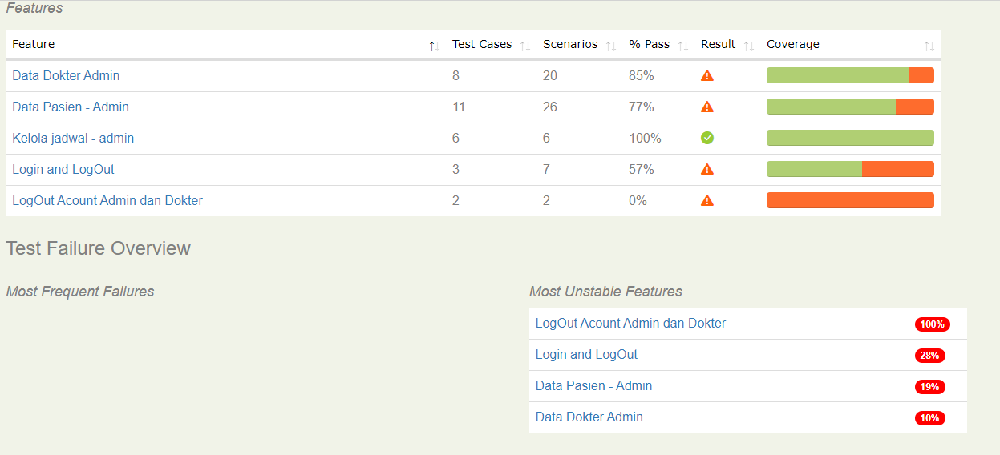 Features
Feature Test Cases Scenarios % Pass Result Coverage
Data Dokter Admin 8 20 85%
Data Pasien - Admin 11 26 77%
Kelola jadwal - admin 6 6 100%
Login and LogOut 3 7 57%
LogOut Acount Admin dan Dokter 2 2 0%
Test Failure Overview
Most Frequent Failures
Most Unstable Features
LogOut Acount Admin dan Dokter 100%
Login and LogOut 28%
Data Pasien - Admin 19%
Data Dokter Admin 10%